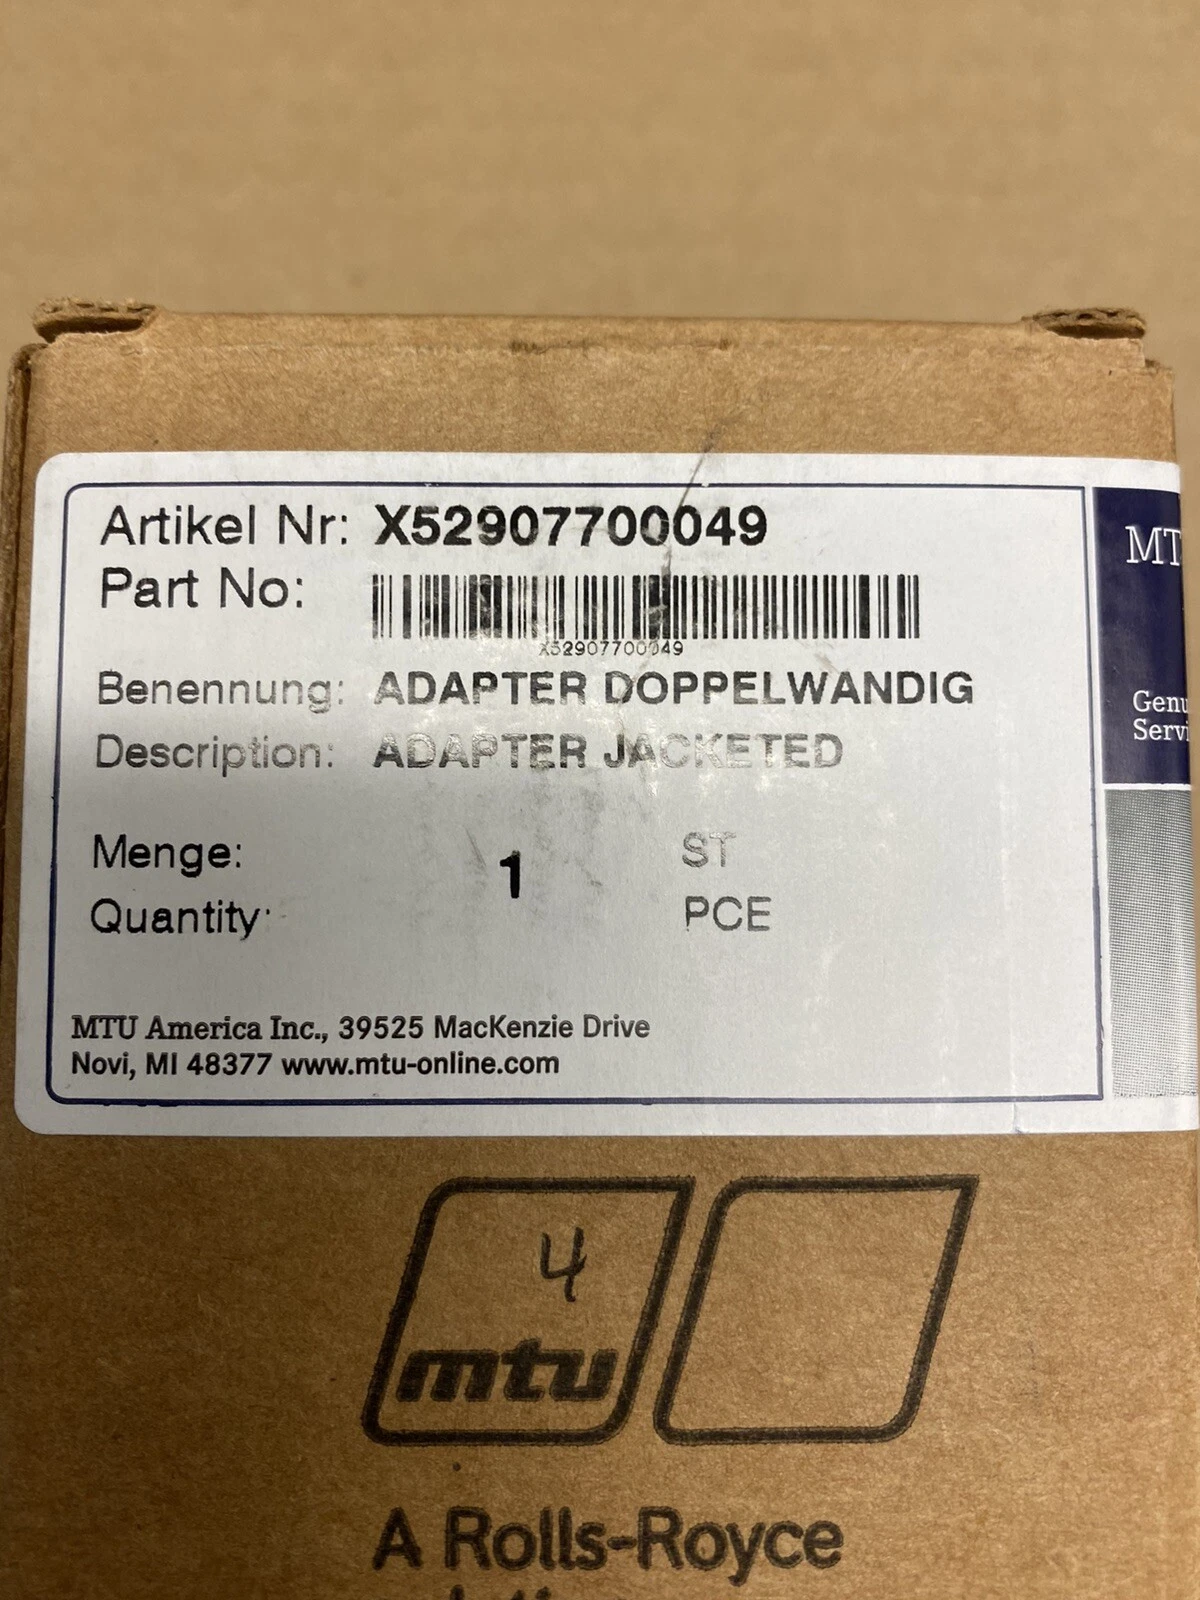 Artikel Nr: X52907700049
Part No:
X52907700049
Benennung: ADAPTER DOPPELWANDIG
Description: ADAPTER JACKETED
Menge: 1 ST
Quantity: PCE
MTU America Inc., 39525 MacKenzie Drive
Novi, MI 48377 www.mtu-online.com
4
mtu
A Rolls-Royce